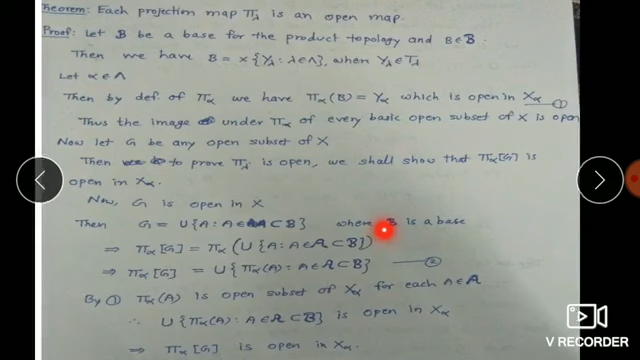 Theorem: Each projection map πλ is an open map.
Proof: Let B be a base for the product topology and B∈B.
Then we have B = x{Yλ: λ∈Λ}, when Yλ∈Tλ
Let α∈Λ
Then by def. of πα we have πα(B) = Yα which is open in Xα —①
Thus the image under πα of every basic open subset of X is open
Now let G be any open subset of X
Then to prove πλ is open, we shall show that πα[G] is
open in Xα.
Now, G is open in X
Then G = U{A: A∈A⊂B} where B is a base
⇒ πα[G] = πα(U{A: A∈A⊂B})
⇒ πα[G] = U{πα(A): A∈A⊂B} —②
By ① πα(A) is open subset of Xα for each A∈A
∴ U{πα(A): A∈A⊂B} is open in Xα
⇒ πα[G] is open in Xα.
V RECORDER